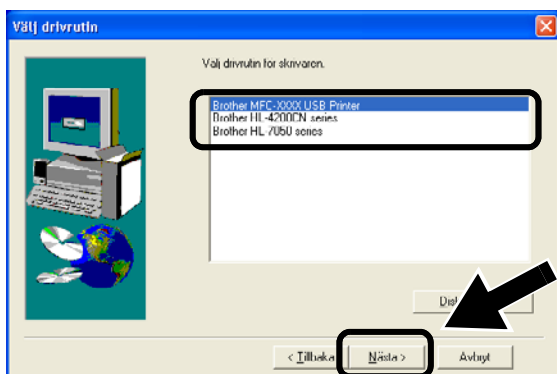 Välj drivrutin
Välj drivrutin för skrivaren.
Brother MFC-XXXX USB Printer
Brother HL-4200CN series
Brother HL-7050 series
< Tillbaka
Nästa >
Avbryt